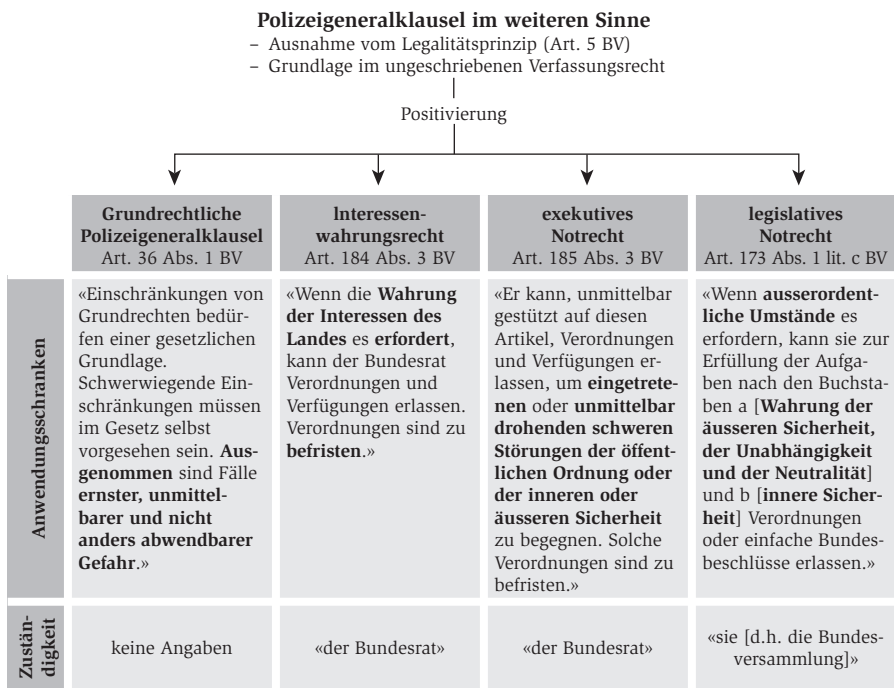 Polizeigeneralklausel im weiteren Sinne
– Ausnahme vom Legalitätsprinzip (Art. 5 BV)
– Grundlage im ungeschriebenen Verfassungsrecht
Positivierung
Grundrechtliche
Polizeigeneralklausel
Art. 36 Abs. 1 BV
Interessen-
wahrungsrecht
Art. 184 Abs. 3 BV
exekutives
Notrecht
Art. 185 Abs. 3 BV
legislatives
Notrecht
Art. 173 Abs. 1 lit. c BV
Anwendungsschranken
«Einschränkungen von
Grundrechten bedür-
fen einer gesetzlichen
Grundlage.
Schwerwiegende Ein-
schränkungen müssen
im Gesetz selbst
vorgesehen sein. Aus-
genommen sind Fälle
ernster, unmittel-
barer und nicht
anders abwendbarer
Gefahr.»
«Wenn die Wahrung
der Interessen des
Landes es erfordert,
kann der Bundesrat
Verordnungen und
Verfügungen erlassen.
Verordnungen sind zu
befristen.»
«Er kann, unmittelbar
gestützt auf diesen
Artikel, Verordnungen
und Verfügungen er-
lassen, um eingetrete-
nen oder unmittelbar
drohenden schweren
Störungen der öffent-
lichen Ordnung oder
der inneren oder
äusseren Sicherheit
zu begegnen. Solche
Verordnungen sind zu
befristen.»
«Wenn ausserordent-
liche Umstände es
erfordern, kann sie zur
Erfüllung der Aufga-
ben nach den Buchsta-
ben a [Wahrung der
äusseren Sicherheit,
der Unabhängigkeit
und der Neutralität]
und b [innere Sicher-
heit] Verordnungen
oder einfache Bundes-
beschlüsse erlassen.»
Zustän-
digkeit
keine Angaben
«der Bundesrat»
«der Bundesrat»
«sie [d.h. die Bundes-
versammlung]»